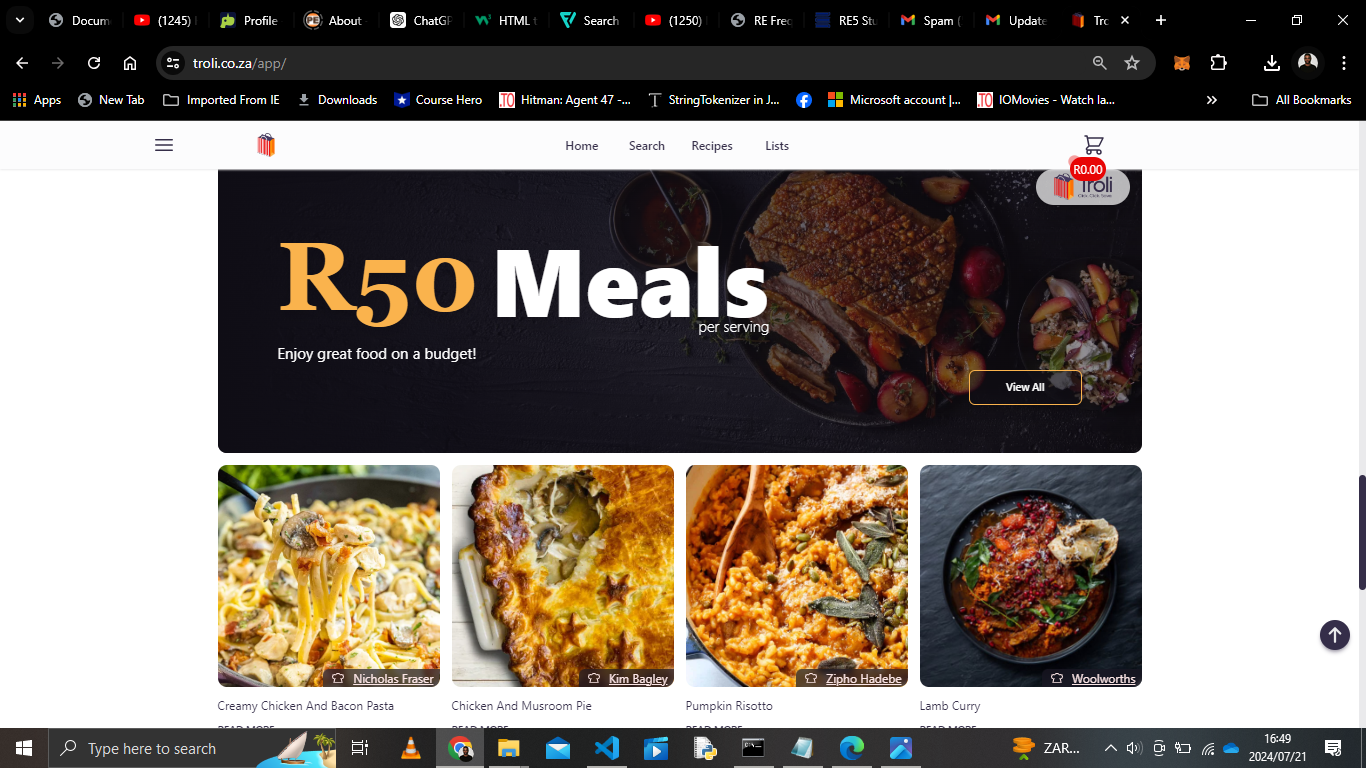 Docum
(1245)
Profile
About
ChatGP
HTML t
Search
(1250)
RE Freq
RE5 Stu
Spam (
Update
Tro
troli.co.za/app/
Apps
New Tab
Imported From IE
Downloads
Course Hero
Hitman: Agent 47 -...
StringTokenizer in J...
Microsoft account |...
IOMovies - Watch la...
All Bookmarks
Home
Search
Recipes
Lists
R0.00
Troli
R50 Meals
per serving
Enjoy great food on a budget!
View All
Nicholas Fraser
Kim Bagley
Zipho Hadebe
Woolworths
Creamy Chicken And Bacon Pasta
Chicken And Musroom Pie
Pumpkin Risotto
Lamb Curry
READ MORE
READ MORE
READ MORE
READ MORE
Type here to search
ZAR...
16:49
2024/07/21